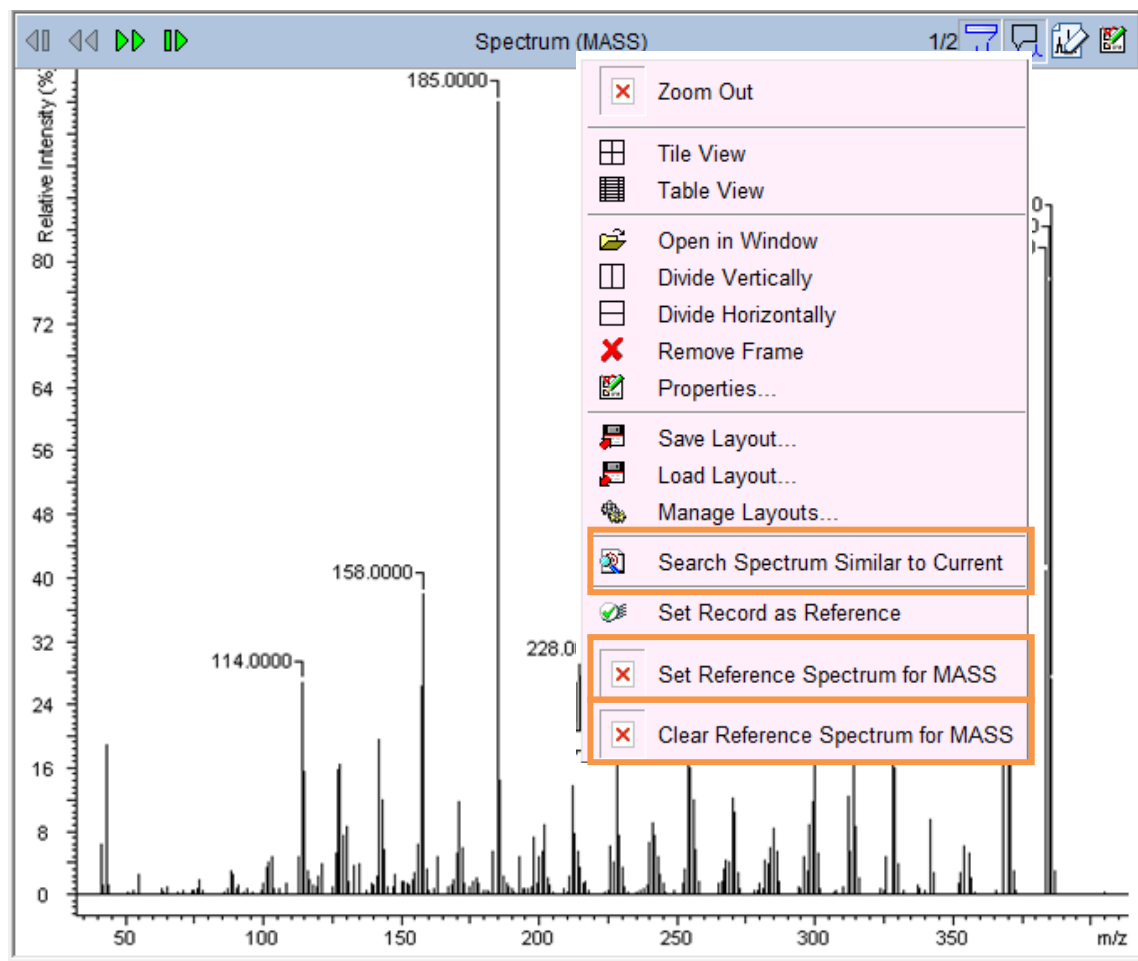 Spectrum (MASS)
1/2
Relative Intensity (%)
185.0000
Zoom Out
Tile View
Table View
0
Open in Window
80
Divide Vertically
Divide Horizontally
72
Remove Frame
64
Properties...
56
Save Layout...
Load Layout...
48
Manage Layouts...
40
158.0000
Search Spectrum Similar to Current
Set Record as Reference
32
114.0000
228.0
Set Reference Spectrum for MASS
24
Clear Reference Spectrum for MASS
16
8
0
50 100 150 200 250 300 350 m/z